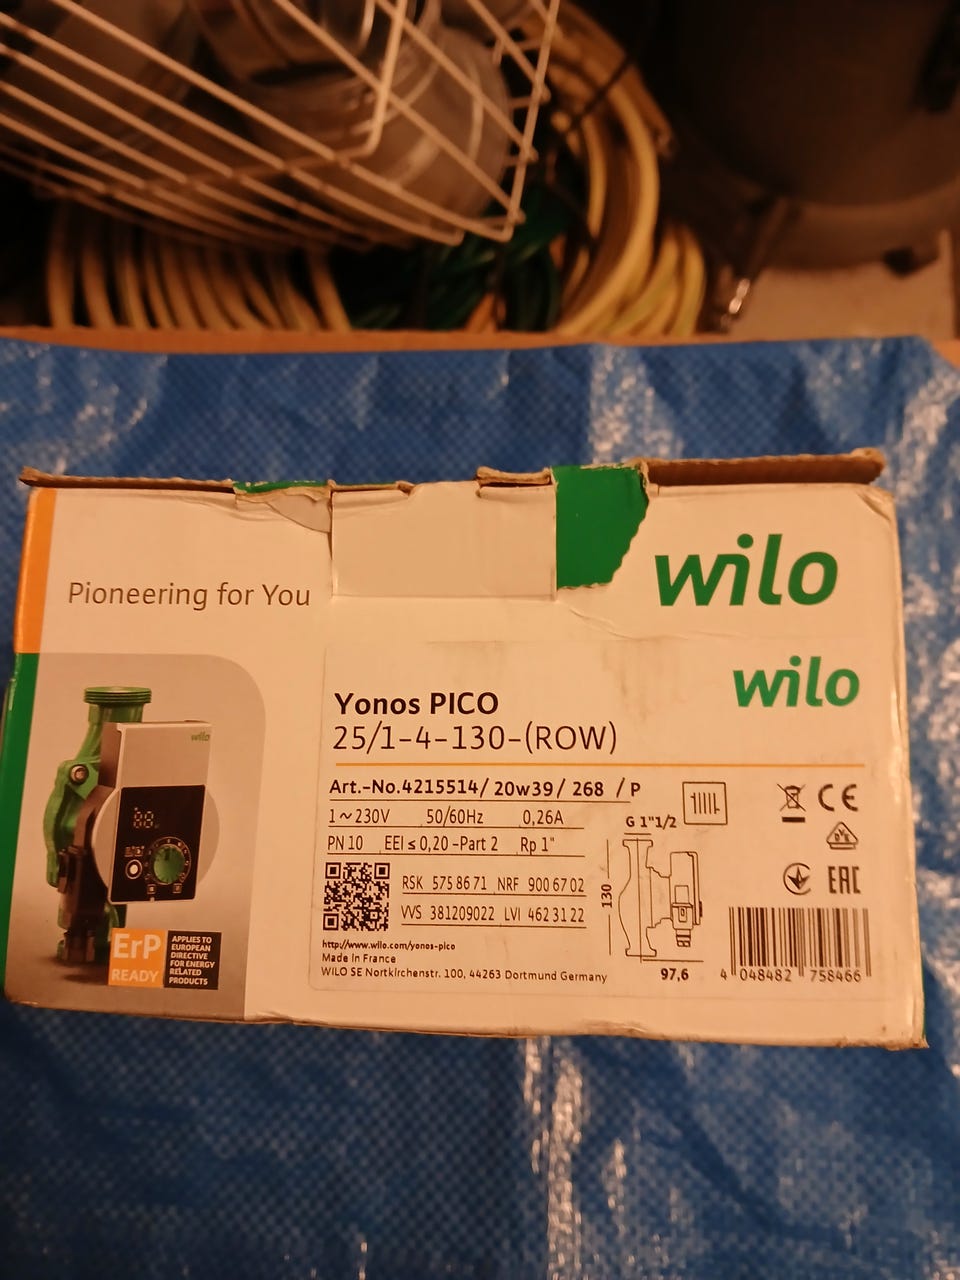 Pioneering for You
wilo
wilo
Yonos PICO
25/1-4-130-(ROW)
Art.-No.4215514/ 20w39/ 268 / P
1~230V 50/60Hz 0,26A
PN 10 EEI ≤ 0,20 -Part 2 Rp 1"
RSK 575 86 71 NRF 900 67 02
VVS 381209022 LVI 462 31 22
http://www.wilo.com/yonos-pico
Made in France
WILO SE Nortkirchenstr. 100, 44263 Dortmund Germany
G 1"1/2
130
97,6
CE
EAC
4 048482 758466
wilo
ErP
READY
APPLIES TO
EUROPEAN
DIRECTIVE
FOR ENERGY
RELATED
PRODUCTS